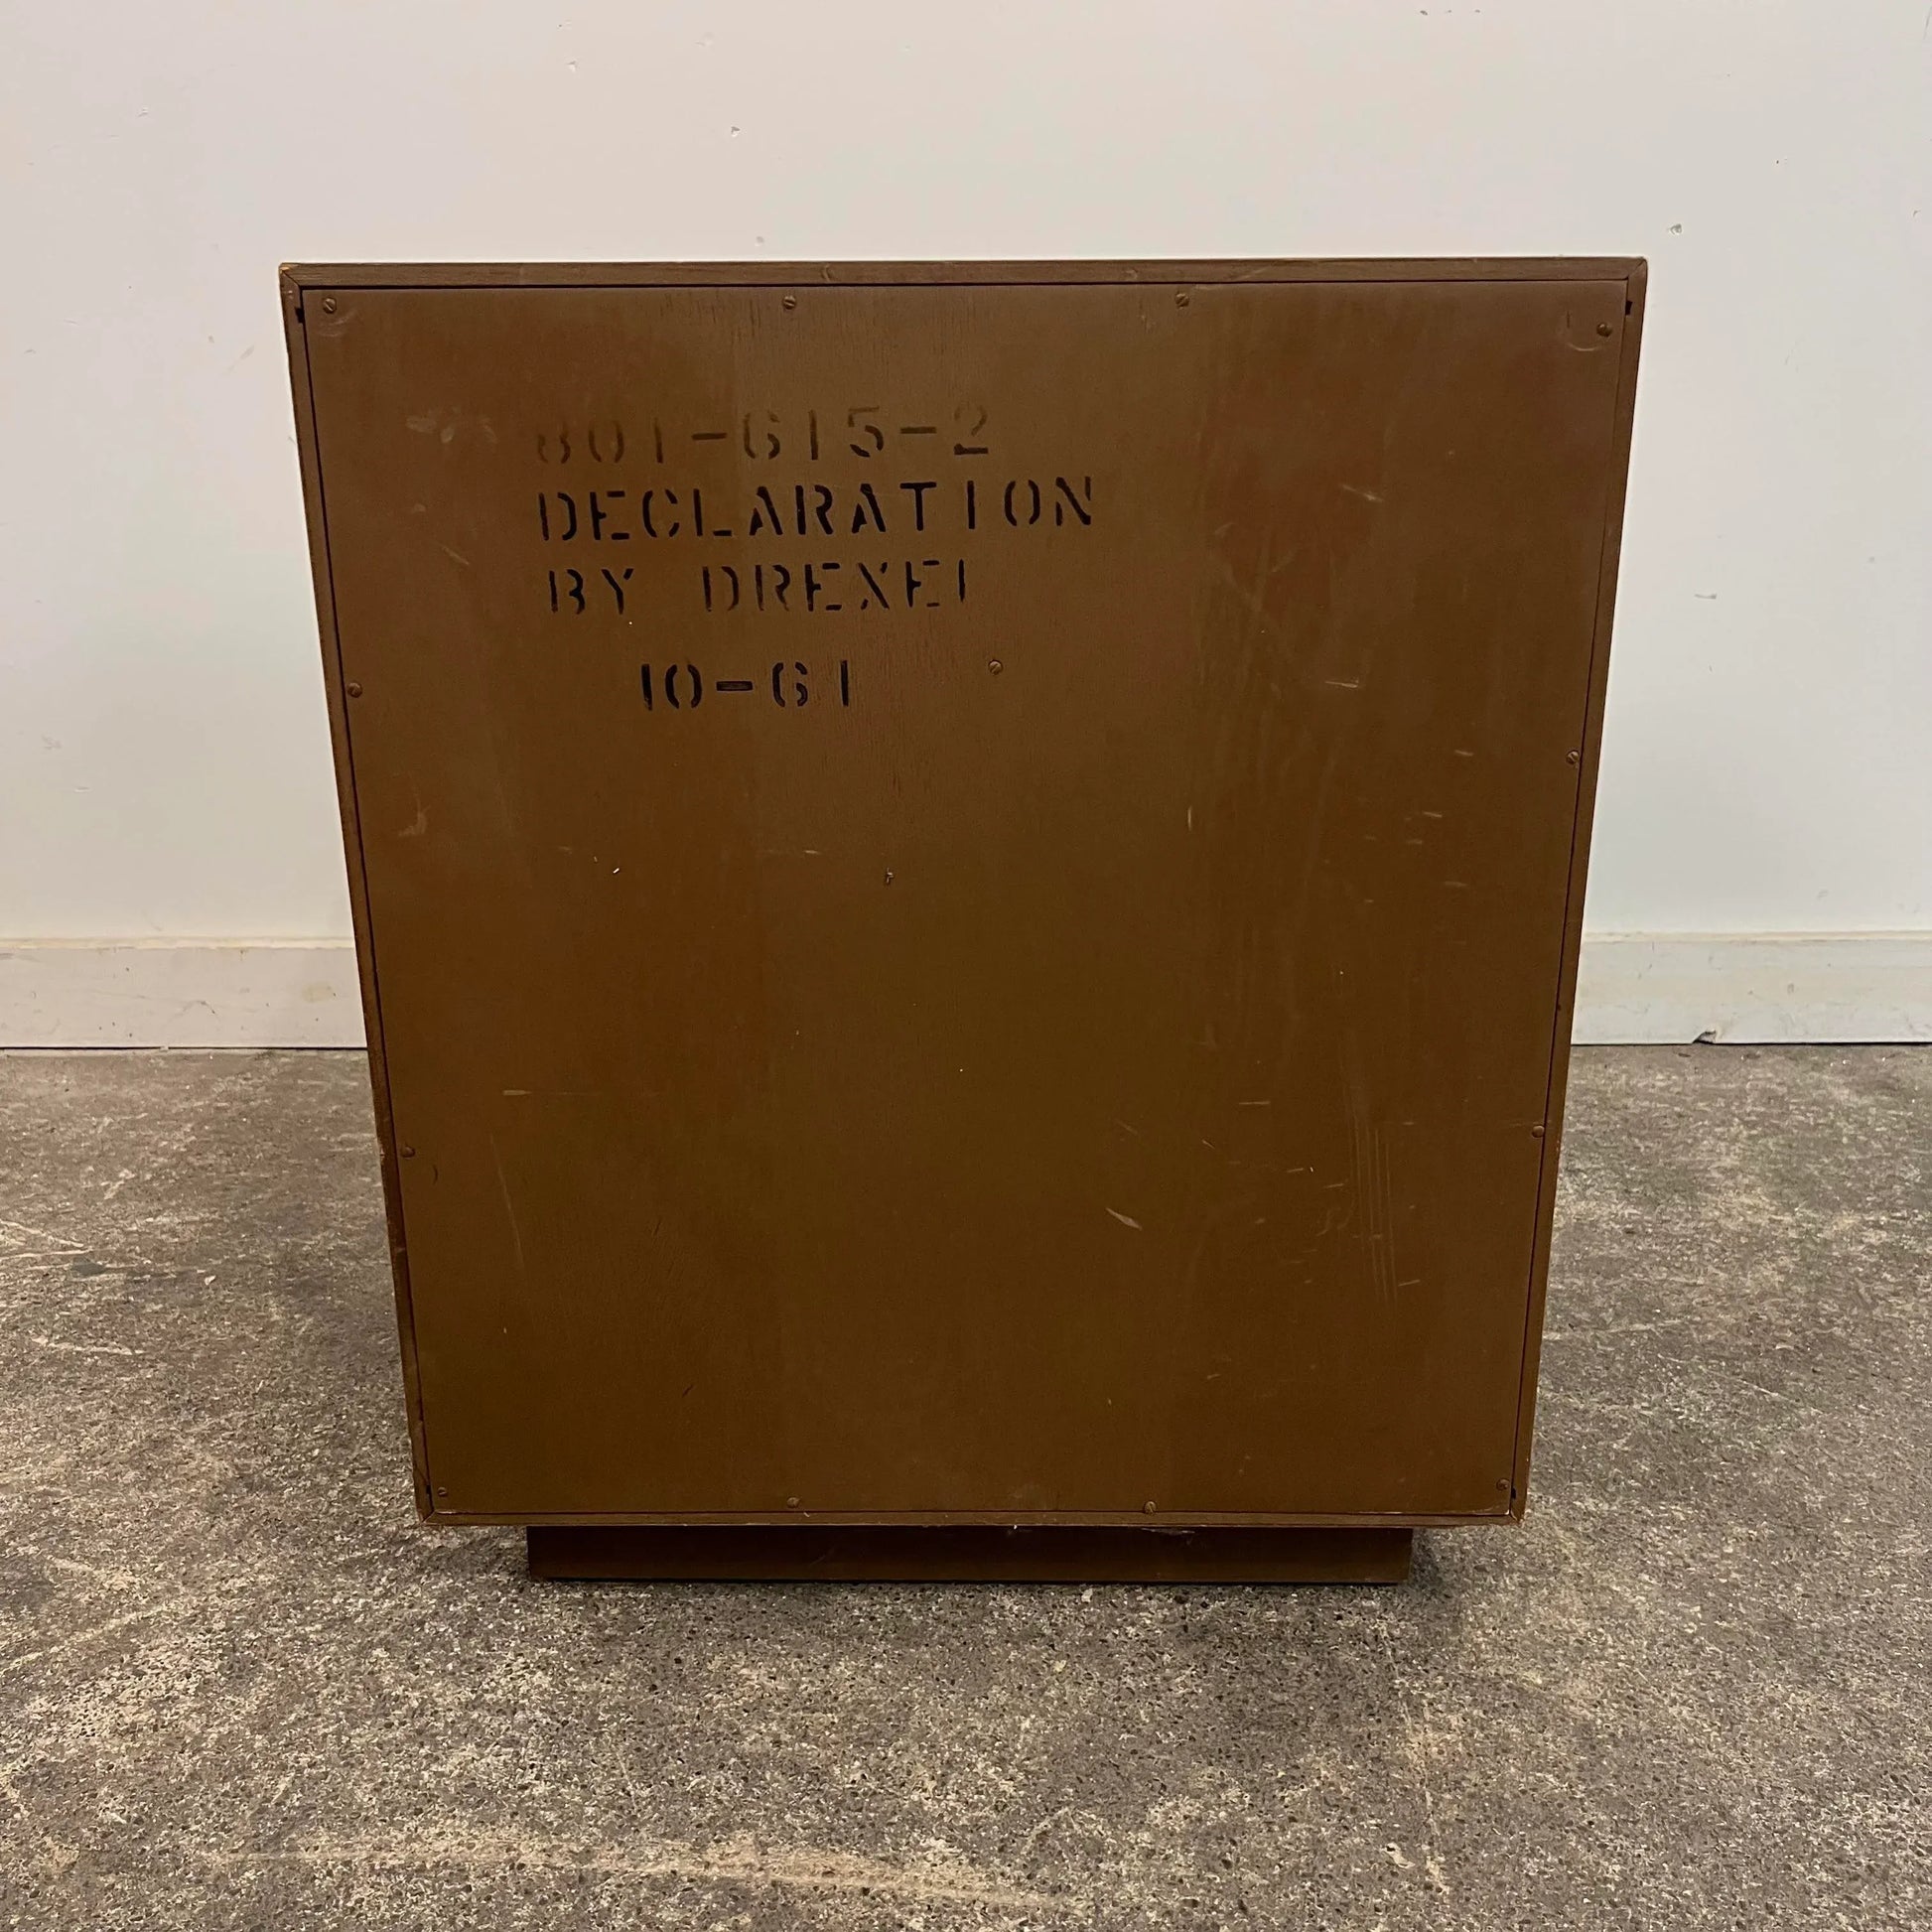 801-615-2
DECLARATION
BY DREXEL
10-61